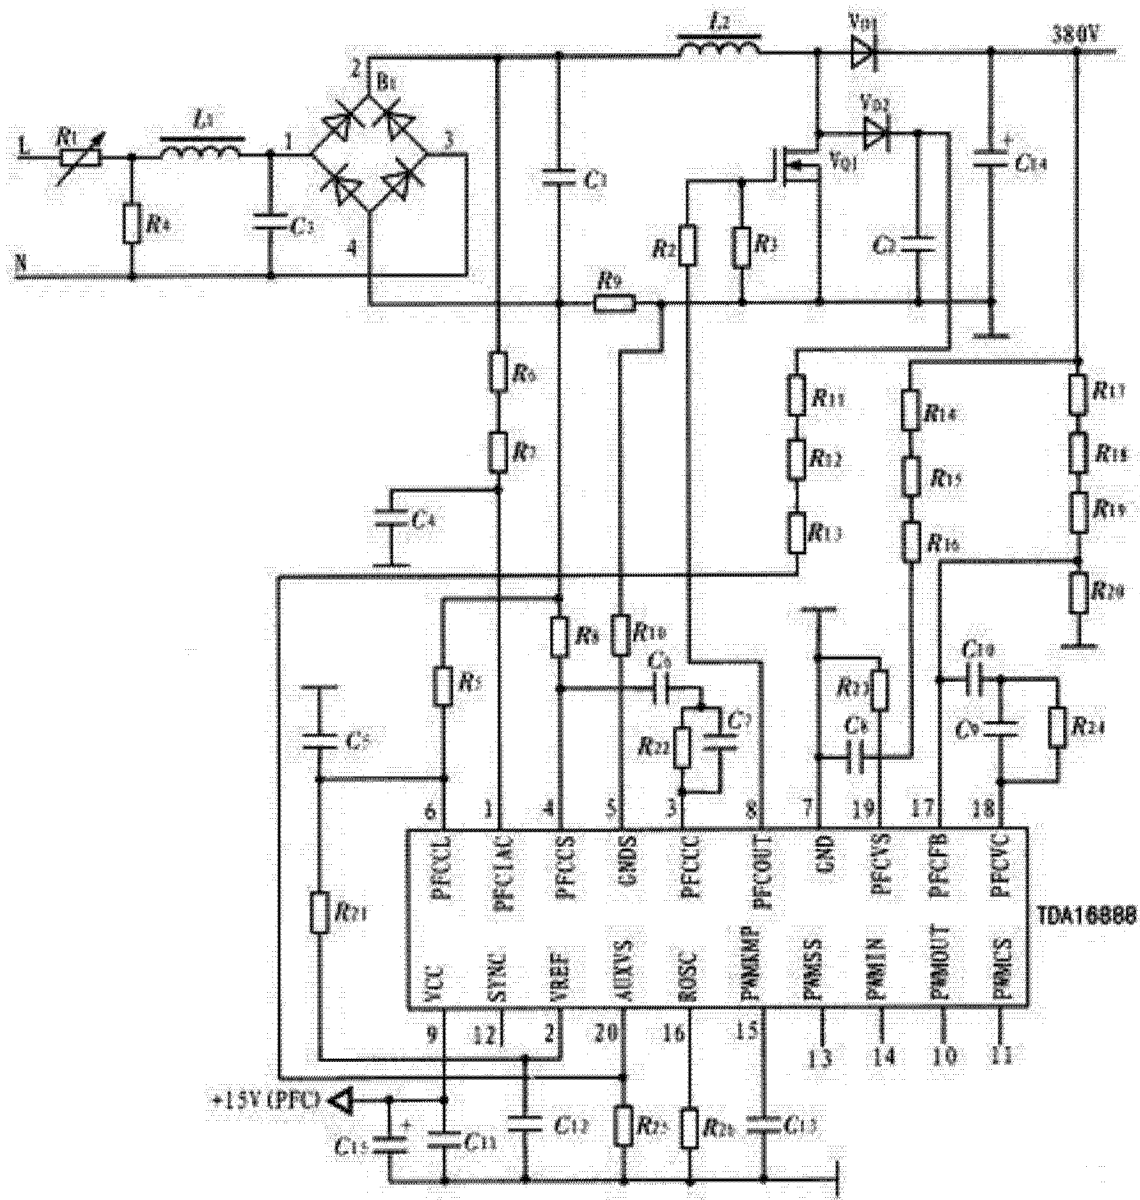 L2
VD1
380V
2
B1
VD2
L
R1
L1
1
3
VQ1
C14
C1
R4
C3
R2
R3
C2
N
4
R9
R6
R11
R14
R17
R7
R12
R15
R18
C4
R13
R16
R19
R20
R8
R10
C6
C10
R5
R23
C7
C5
R22
C8
C9
R24
6
1
4
5
3
8
7
19
17
18
PFCCL
PFCIAC
PFCCS
GNDS
PFCCC
PFCOUT
GND
PFCVS
PFCFB
PFCVC
R21
TDA16888
VCC
SYNC
VREF
AUXVS
ROSC
PWMRMP
PWMSS
PWMIN
PWMOUT
PWMCS
9
12
2
20
16
15
13
14
10
11
+15V(PFC)
+
C15
C11
C12
R25
R26
C13